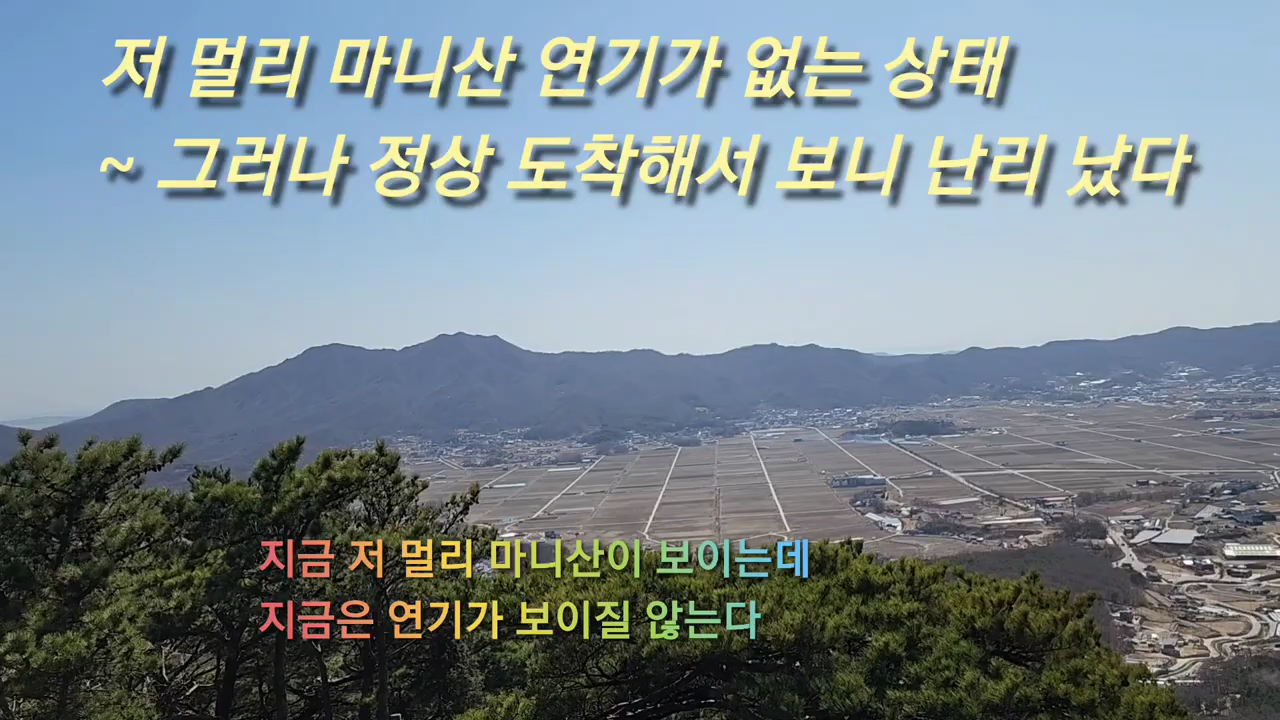 저 멀리 마니산 연기가 없는 상태
~ 그러나 정상 도착해서 보니 난리 났다
지금 저 멀리 마니산이 보이는데
지금은 연기가 보이질 않는다